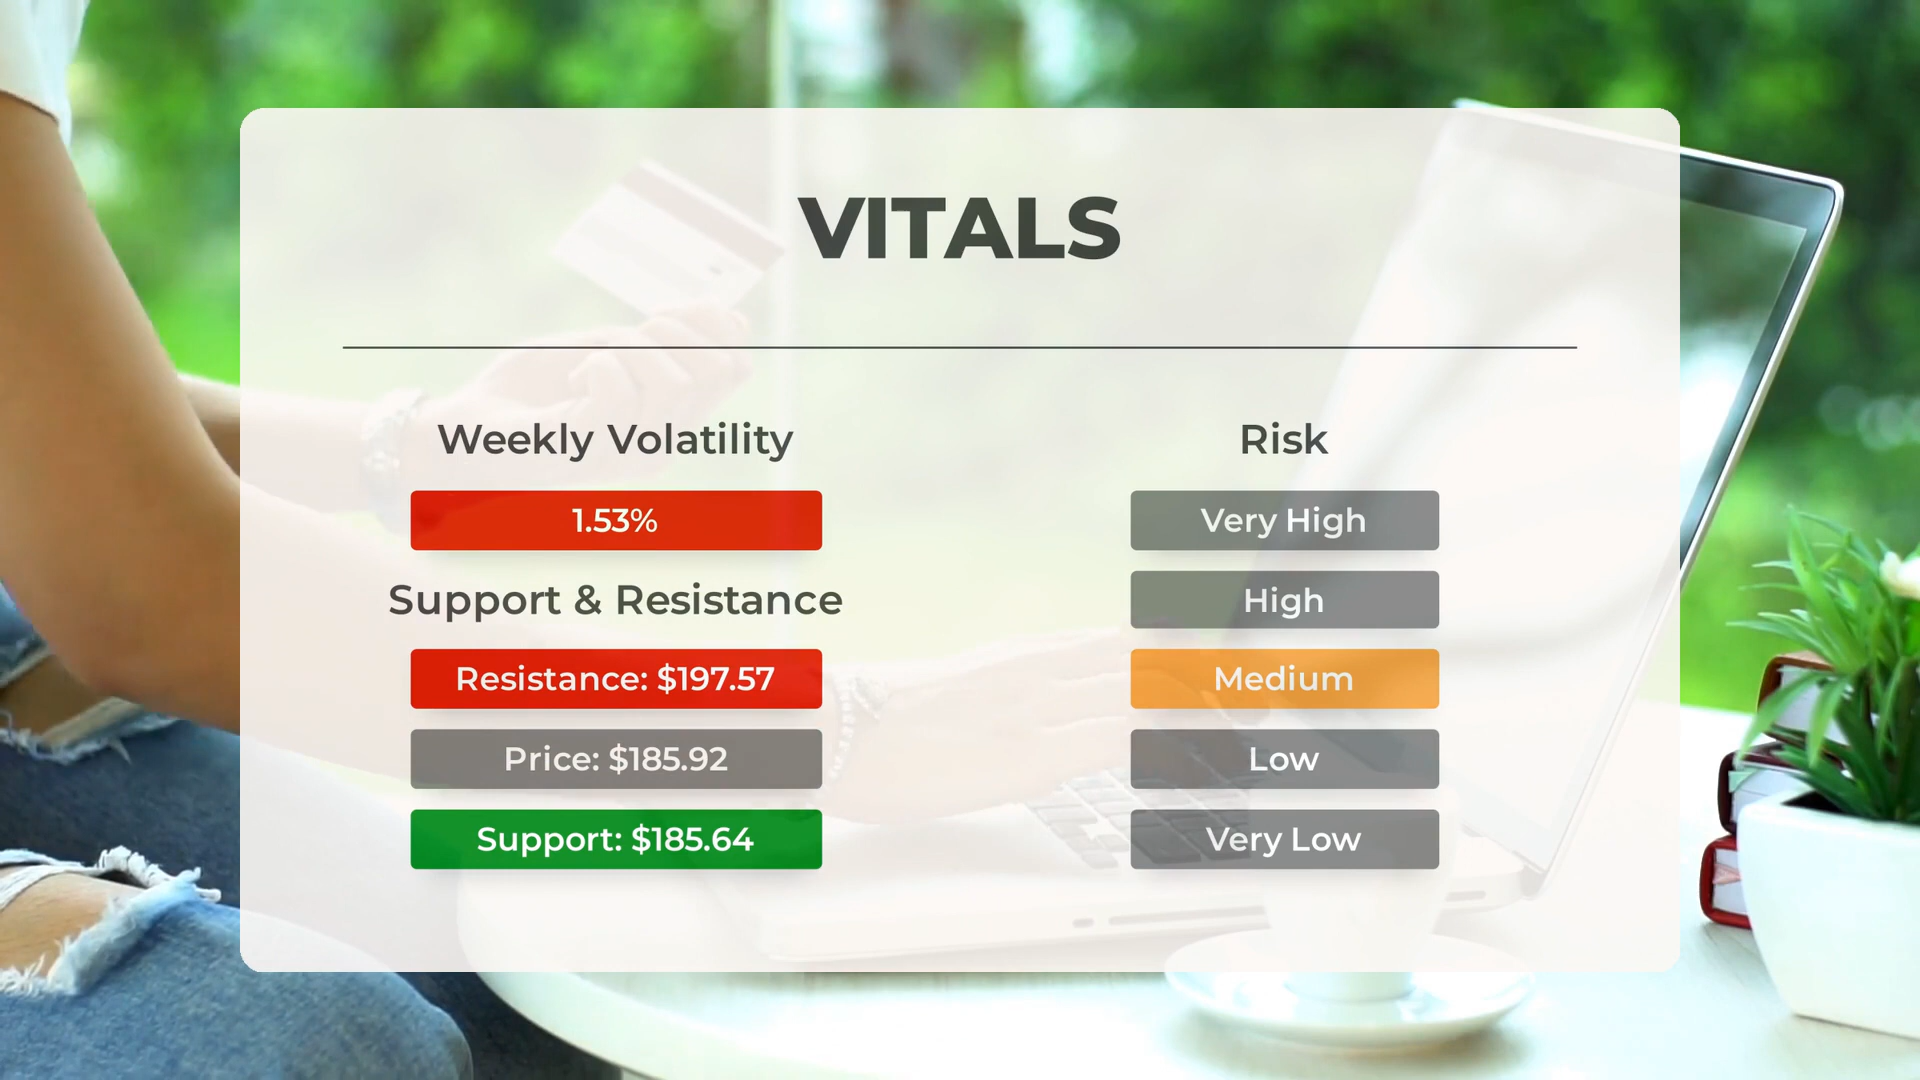 VITALS
Weekly Volatility
1.53%
Support & Resistance
Resistance: $197.57
Price: $185.92
Support: $185.64
Risk
Very High
High
Medium
Low
Very Low